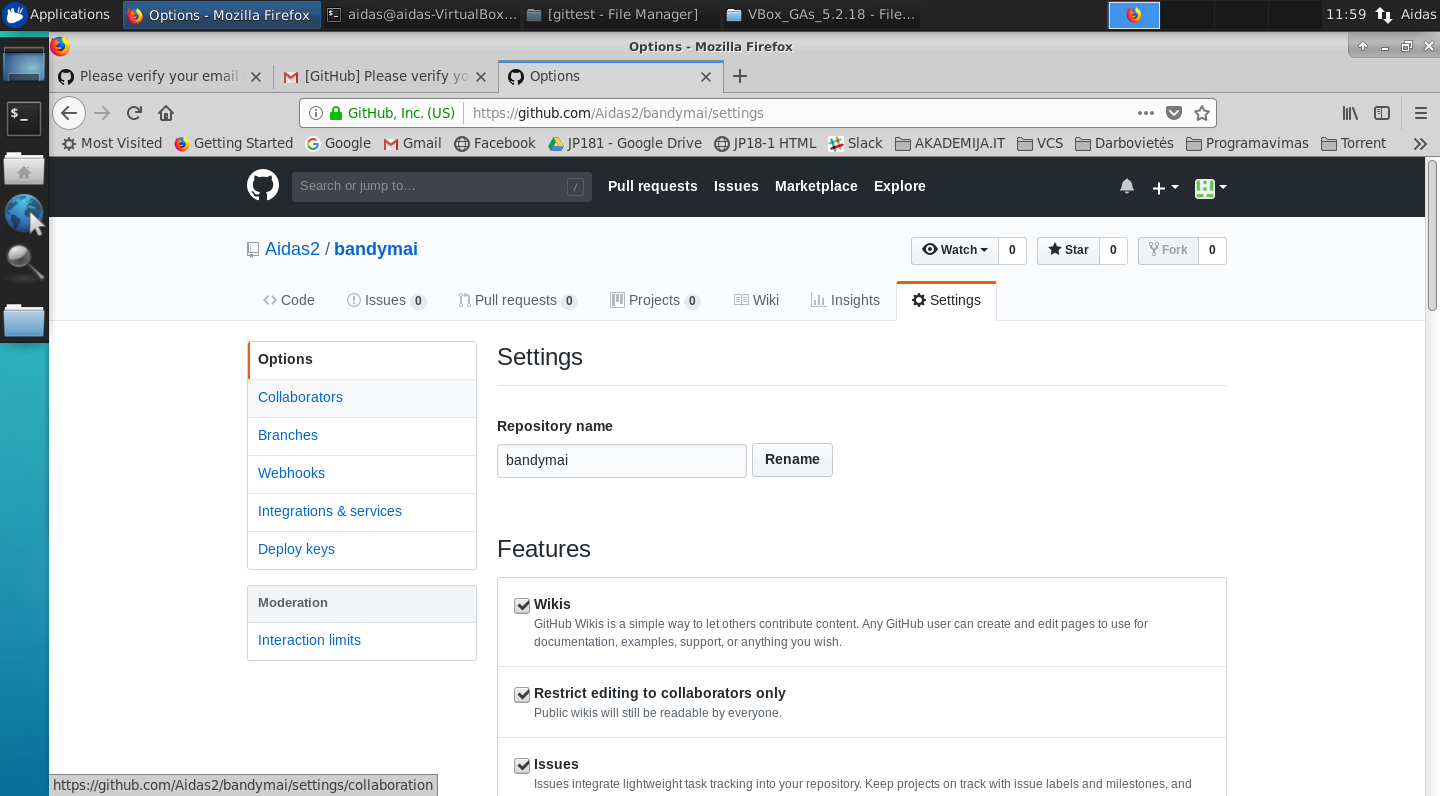 Applications
Options - Mozilla Firefox
aidas@aidas-VirtualBox...
[gittest - File Manager]
VBox_GAs_5.2.18 - File...
11:59
Aidas
Options - Mozilla Firefox
Please verify your email
[GitHub] Please verify yo
Options
GitHub, Inc. (US)
https://github.com/Aidas2/bandymai/settings
Most Visited
Getting Started
Google
Gmail
Facebook
JP181 - Google Drive
JP18-1 HTML
Slack
AKADEMIJA.IT
VCS
Darbovietės
Programavimas
Torrent
Search or jump to...
/
Pull requests
Issues
Marketplace
Explore
Aidas2 / bandymai
Watch 0
Star 0
Fork 0
Code
Issues 0
Pull requests 0
Projects 0
Wiki
Insights
Settings
Options
Collaborators
Branches
Webhooks
Integrations & services
Deploy keys
Moderation
Interaction limits
Settings
Repository name
bandymai
Rename
Features
Wikis
GitHub Wikis is a simple way to let others contribute content. Any GitHub user can create and edit pages to use for
documentation, examples, support, or anything you wish.
Restrict editing to collaborators only
Public wikis will still be readable by everyone.
Issues
Issues integrate lightweight task tracking into your repository. Keep projects on track with issue labels and milestones, and
https://github.com/Aidas2/bandymai/settings/collaboration